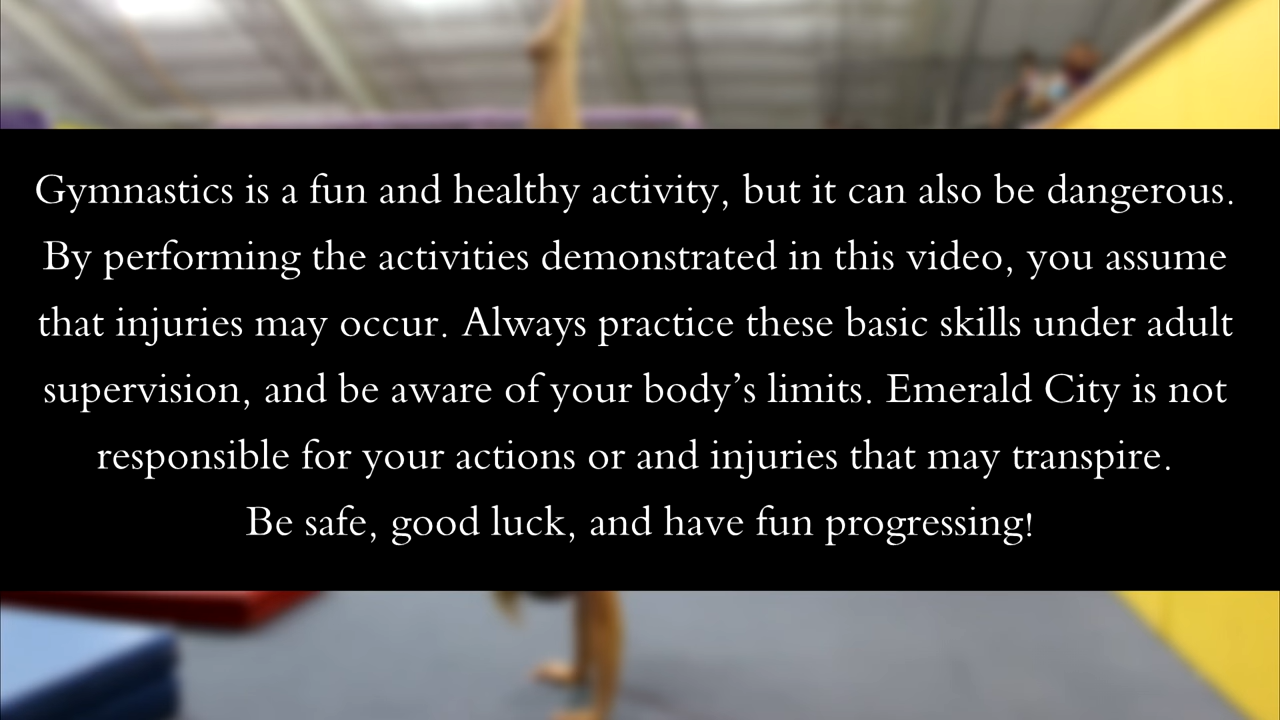 Gymnastics is a fun and healthy activity, but it can also be dangerous.
By performing the activities demonstrated in this video, you assume
that injuries may occur. Always practice these basic skills under adult
supervision, and be aware of your body’s limits. Emerald City is not
responsible for your actions or and injuries that may transpire.
Be safe, good luck, and have fun progressing!